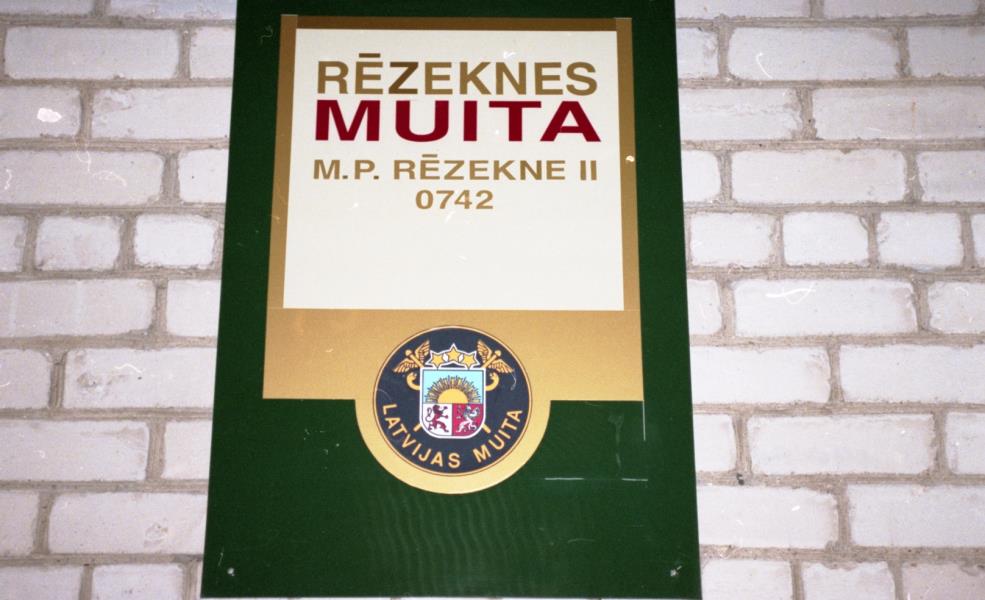 RĒZEKNES
MUITA
M.P. RĒZEKNE II
0742
LATVIJAS MUITA